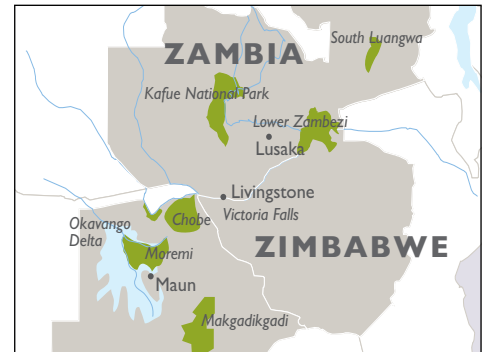 South Luangwa
ZAMBIA
Kafue National Park
Lower Zambezi
Lusaka
Livingstone
Victoria Falls
Okavango
Delta
Chobe
ZIMBABWE
Moremi
Maun
Makgadikgadi